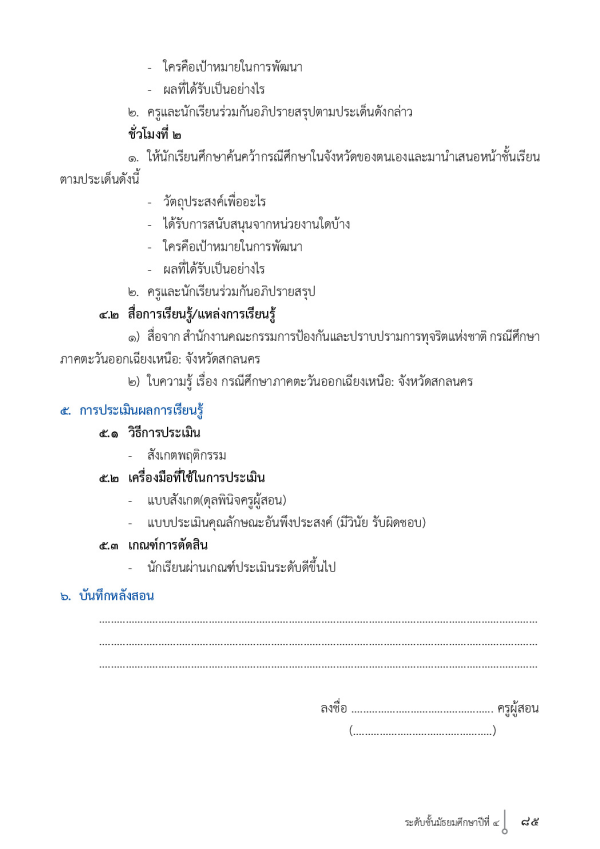 - ใครคือเป้าหมายในการพัฒนา
- ผลที่ได้รับเป็นอย่างไร
๒. ครูและนักเรียนร่วมกันอภิปรายสรุปตามประเด็นดังกล่าว
ชั่วโมงที่ ๒
๑. ให้นักเรียนศึกษาค้นคว้ากรณีศึกษาในจังหวัดของตนเองและมานำเสนอหน้าชั้นเรียน
ตามประเด็นดังนี้
- วัตถุประสงค์เพื่ออะไร
- ได้รับการสนับสนุนจากหน่วยงานใดบ้าง
- ใครคือเป้าหมายในการพัฒนา
- ผลที่ได้รับเป็นอย่างไร
๒. ครูและนักเรียนร่วมกันอภิปรายสรุป
๔.๒ สื่อการเรียนรู้/แหล่งการเรียนรู้
๑) สื่อจาก สำนักงานคณะกรรมการป้องกันและปราบปรามการทุจริตแห่งชาติ กรณีศึกษา
ภาคตะวันออกเฉียงเหนือ: จังหวัดสกลนคร
๒) ใบความรู้ เรื่อง กรณีศึกษาภาคตะวันออกเฉียงเหนือ: จังหวัดสกลนคร
๕. การประเมินผลการเรียนรู้
๕.๑ วิธีการประเมิน
- สังเกตพฤติกรรม
๕.๒ เครื่องมือที่ใช้ในการประเมิน
- แบบสังเกต(ดุลพินิจครูผู้สอน)
- แบบประเมินคุณลักษณะอันพึงประสงค์ (มีวินัย รับผิดชอบ)
๕.๓ เกณฑ์การตัดสิน
- นักเรียนผ่านเกณฑ์ประเมินระดับดีขึ้นไป
๖. บันทึกหลังสอน
....................................................................................................................................................
....................................................................................................................................................
....................................................................................................................................................
ลงชื่อ ................................................ ครูผู้สอน
(...............................................)
ระดับชั้นมัธยมศึกษาปีที่ ๔ ๘๕